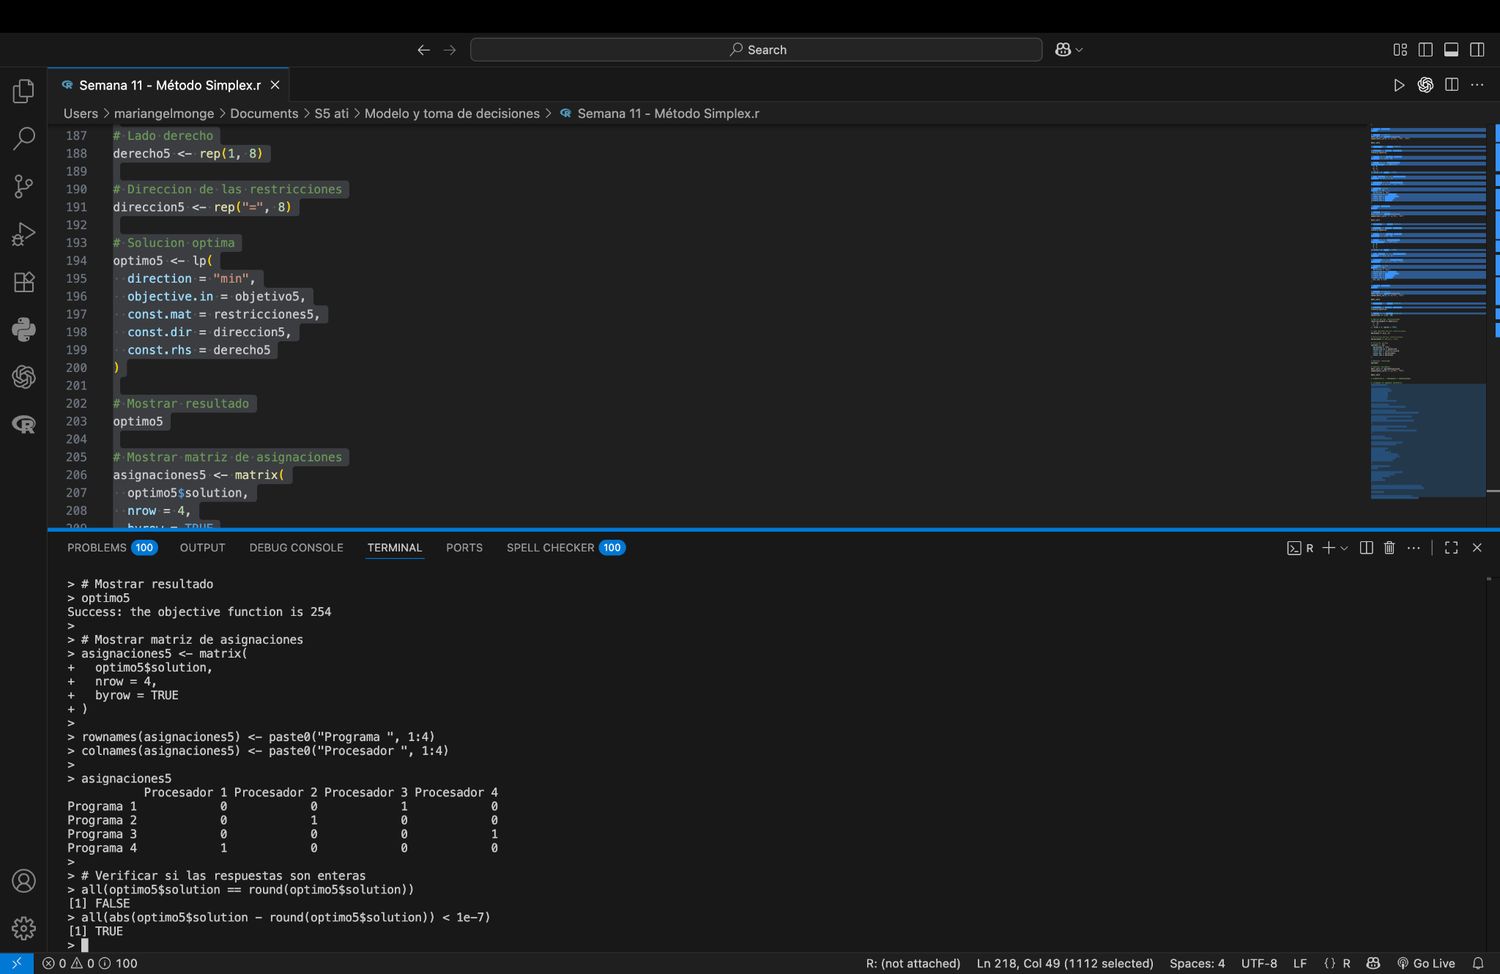 Search
Semana 11 - Método Simplex.r
Users > mariangelmonge > Documents > S5 ati > Modelo y toma de decisiones > Semana 11 - Método Simplex.r
187 # Lado derecho
188 derecho5 <- rep(1, 8)
189
190 # Direccion de las restricciones
191 direccion5 <- rep("=", 8)
192
193 # Solucion optima
194 optimo5 <- lp(
195 direction = "min",
196 objective.in = objetivo5,
197 const.mat = restricciones5,
198 const.dir = direccion5,
199 const.rhs = derecho5
200 )
201
202 # Mostrar resultado
203 optimo5
204
205 # Mostrar matriz de asignaciones
206 asignaciones5 <- matrix(
207 optimo5$solution,
208 nrow = 4,
209 byrow = TRUE
PROBLEMS 100 OUTPUT DEBUG CONSOLE TERMINAL PORTS SPELL CHECKER 100 R
> # Mostrar resultado
> optimo5
Success: the objective function is 254
>
> # Mostrar matriz de asignaciones
> asignaciones5 <- matrix(
+ optimo5$solution,
+ nrow = 4,
+ byrow = TRUE
+ )
>
> rownames(asignaciones5) <- paste0("Programa ", 1:4)
> colnames(asignaciones5) <- paste0("Procesador ", 1:4)
>
> asignaciones5
Procesador 1 Procesador 2 Procesador 3 Procesador 4
Programa 1 0 0 1 0
Programa 2 0 1 0 0
Programa 3 0 0 0 1
Programa 4 1 0 0 0
>
> # Verificar si las respuestas son enteras
> all(optimo5$solution == round(optimo5$solution))
[1] FALSE
> all(abs(optimo5$solution - round(optimo5$solution)) < 1e-7)
[1] TRUE
>
0 0 100 R: (not attached) Ln 218, Col 49 (1112 selected) Spaces: 4 UTF-8 LF {} R Go Live